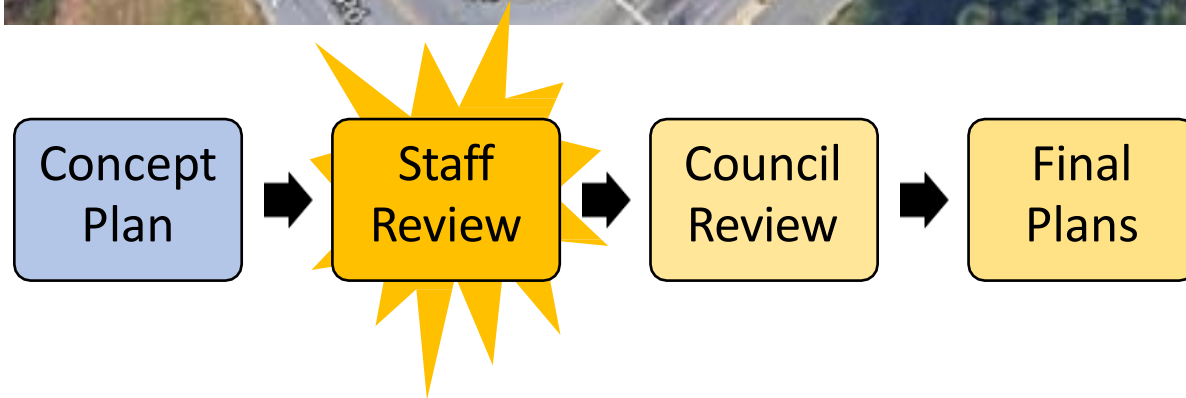 Concept
Plan
Staff
Review
Council
Review
Final
Plans